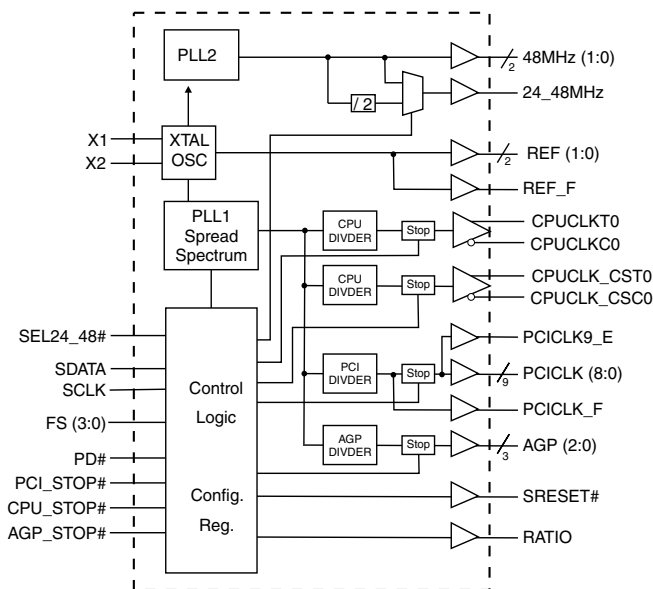 PLL2
48MHz (1:0)
2
/ 2
24_48MHz
X1
X2
XTAL
OSC
REF (1:0)
2
REF_F
PLL1
Spread
Spectrum
CPU
DIVDER
Stop
CPUCLKT0
CPUCLKC0
CPU
DIVDER
Stop
CPUCLK_CST0
CPUCLK_CSC0
SEL24_48#
SDATA
SCLK
FS (3:0)
PD#
PCI_STOP#
CPU_STOP#
AGP_STOP#
Control
Logic
Config.
Reg.
PCICLK9_E
PCI
DIVDER
Stop
PCICLK (8:0)
9
PCICLK_F
AGP
DIVDER
Stop
AGP (2:0)
3
SRESET#
RATIO